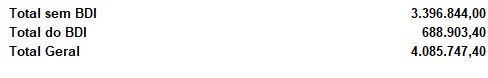 Total sem BDI 3.396.844,00
Total do BDI 688.903,40
Total Geral 4.085.747,40